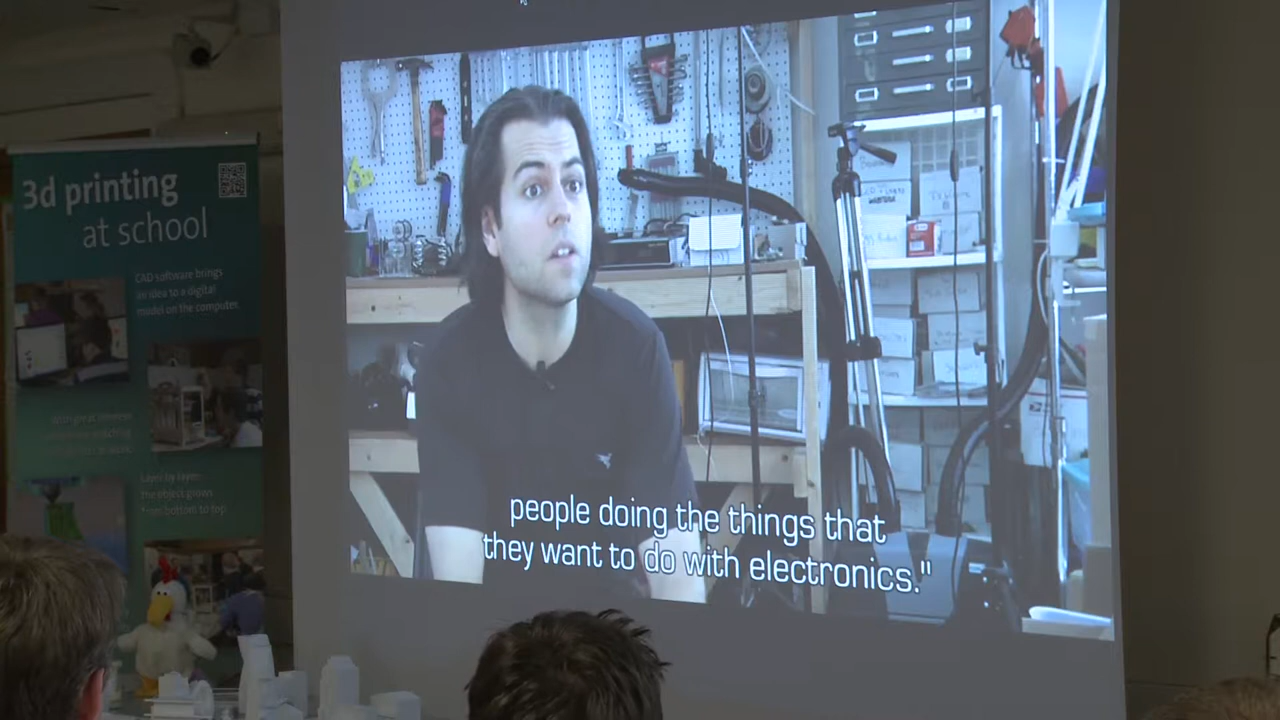 3d printing
at school
CAD software brings
an idea to a digital
model on the computer.
Layer by layer
the object grows
from bottom to top
people doing the things that
they want to do with electronics."